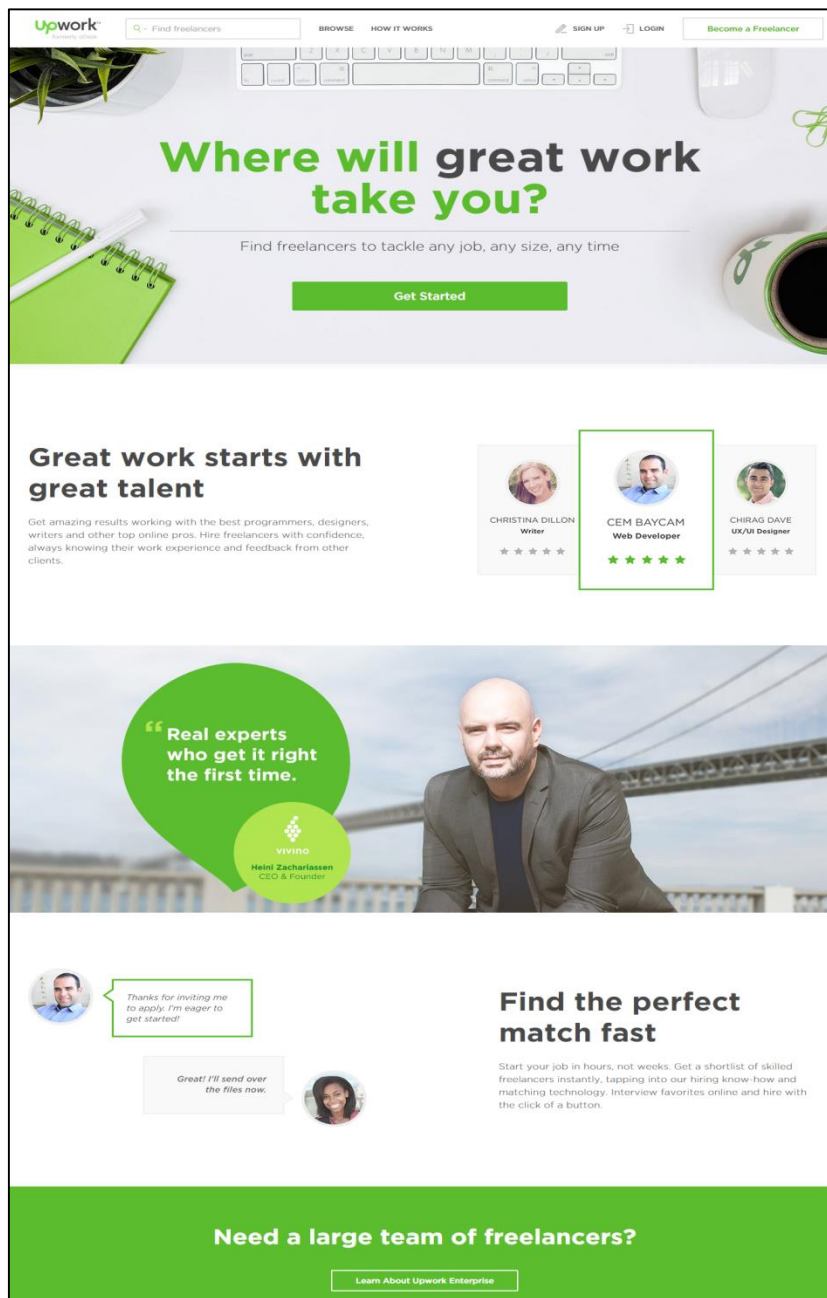 Upwork™
formerly oDesk
Find freelancers
BROWSE
HOW IT WORKS
SIGN UP
LOGIN
Become a Freelancer
Z X C V B N M
command
option
Where will great work
take you?
Find freelancers to tackle any job, any size, any time
Get Started
Great work starts with
great talent
Get amazing results working with the best programmers, designers,
writers and other top online pros. Hire freelancers with confidence,
always knowing their work experience and feedback from other
clients.
CHRISTINA DILLON
Writer
CEM BAYCAM
Web Developer
CHIRAG DAVE
UX/UI Designer
“ Real experts
who get it right
the first time.
VIVINO
Heini Zachariassen
CEO & Founder
Thanks for inviting me
to apply. I'm eager to
get started!
Great! I'll send over
the files now.
Find the perfect
match fast
Start your job in hours, not weeks. Get a shortlist of skilled
freelancers instantly, tapping into our hiring know-how and
matching technology. Interview favorites online and hire with
the click of a button.
Need a large team of freelancers?
Learn About Upwork Enterprise